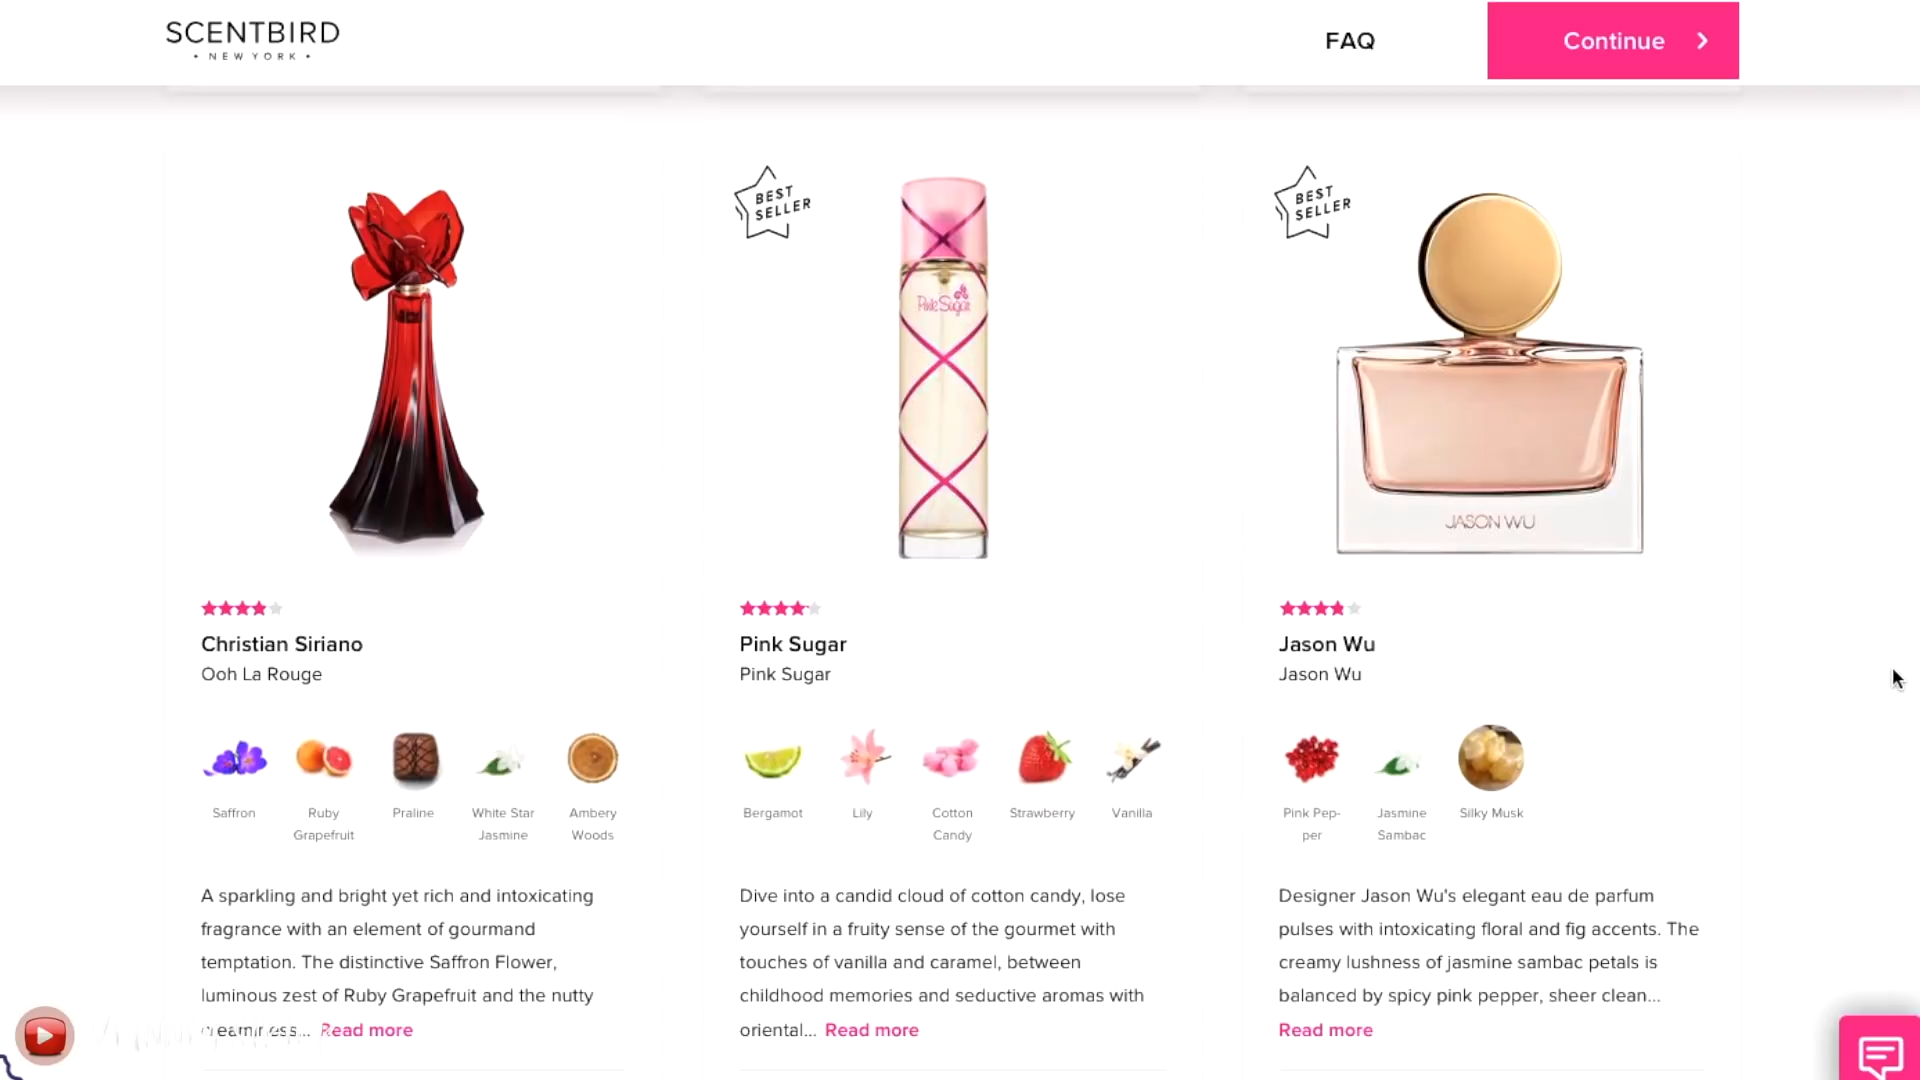 SCENTBIRD
• NEW YORK •
FAQ
Continue
BEST
SELLER
Pink Sugar
BEST
SELLER
JASON WU
Christian Siriano
Ooh La Rouge
Saffron
Ruby
Grapefruit
Praline
White Star
Jasmine
Ambery
Woods
A sparkling and bright yet rich and intoxicating
fragrance with an element of gourmand
temptation. The distinctive Saffron Flower,
luminous zest of Ruby Grapefruit and the nutty
creaminess... Read more
Pink Sugar
Pink Sugar
Bergamot
Lily
Cotton
Candy
Strawberry
Vanilla
Dive into a candid cloud of cotton candy, lose
yourself in a fruity sense of the gourmet with
touches of vanilla and caramel, between
childhood memories and seductive aromas with
oriental... Read more
Jason Wu
Jason Wu
Pink Pep-
per
Jasmine
Sambac
Silky Musk
Designer Jason Wu's elegant eau de parfum
pulses with intoxicating floral and fig accents. The
creamy lushness of jasmine sambac petals is
balanced by spicy pink pepper, sheer clean...
Read more